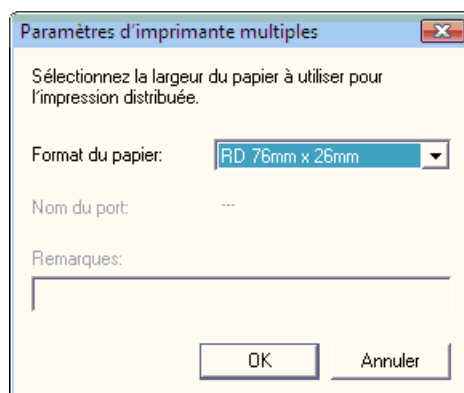 Paramètres d'imprimante multiples
Sélectionnez la largeur du papier à utiliser pour
l'impression distribuée.
Format du papier: RD 76mm x 26mm
Nom du port: ---
Remarques:
OK Annuler